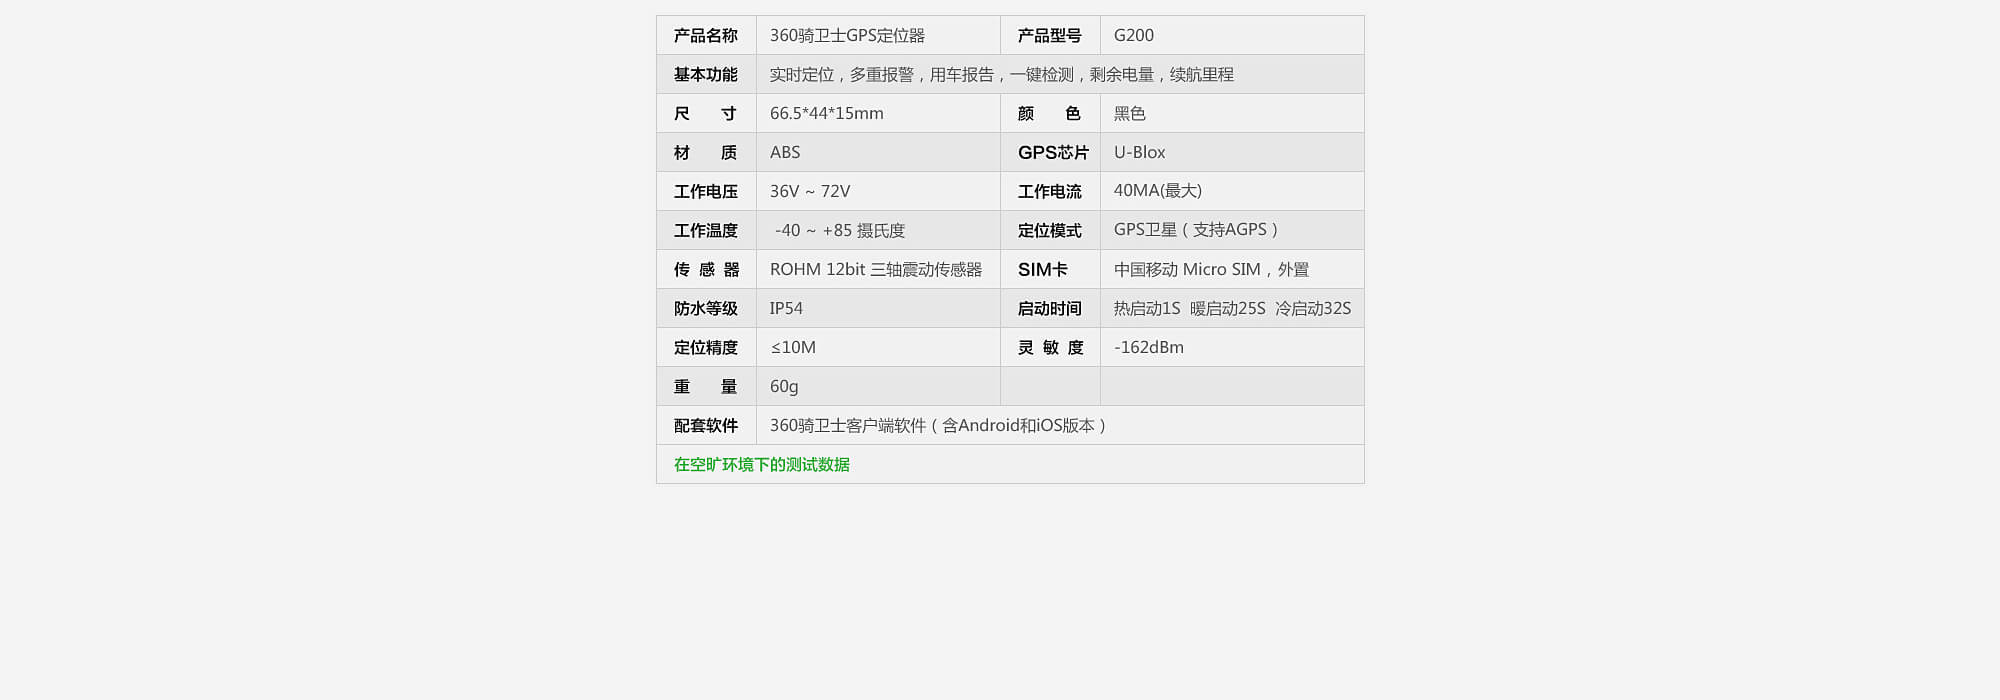 产品名称 360骑卫士GPS定位器 产品型号 G200
基本功能 实时定位，多重报警，用车报告，一键检测，剩余电量，续航里程
尺 寸 66.5*44*15mm 颜 色 黑色
材 质 ABS GPS芯片 U-Blox
工作电压 36V ~ 72V 工作电流 40MA(最大)
工作温度 -40 ~ +85 摄氏度 定位模式 GPS卫星（支持AGPS）
传 感 器 ROHM 12bit 三轴震动传感器 SIM卡 中国移动 Micro SIM，外置
防水等级 IP54 启动时间 热启动1S 暖启动25S 冷启动32S
定位精度 ≤10M 灵 敏 度 -162dBm
重 量 60g
配套软件 360骑卫士客户端软件（含Android和iOS版本）
在空旷环境下的测试数据